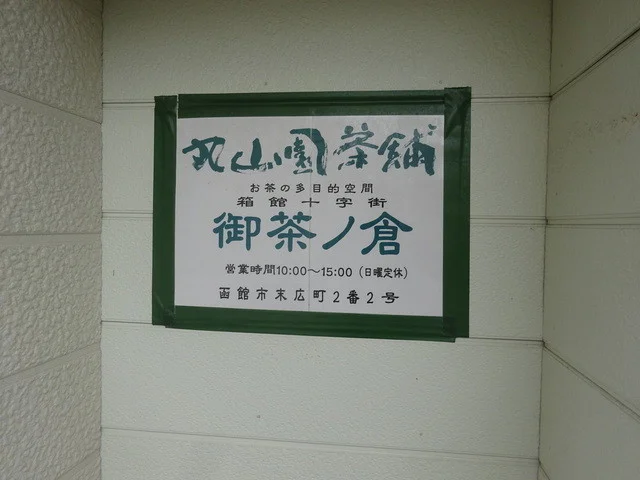 丸山園茶舗
お茶の多目的空間
箱館十字街
御茶ノ倉
営業時間10:00～15:00（日曜定休）
函館市末広町2番2号